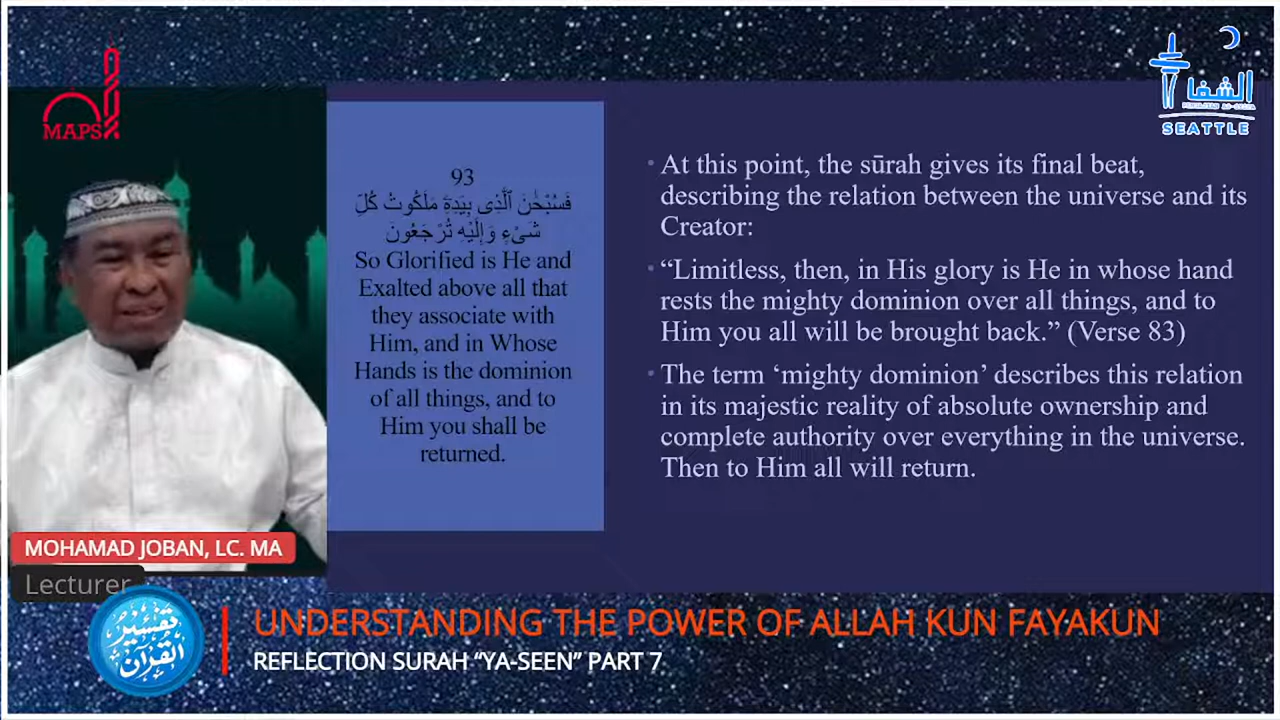 MAPS
الشفا
SEATTLE
93
فَسُبْحَٰنَ ٱلَّذِى بِيَدِهِۦ مَلَكُوتُ كُلِّ
شَىْءٍ وَإِلَيْهِ تُرْجَعُونَ
So Glorified is He and
Exalted above all that
they associate with
Him, and in Whose
Hands is the dominion
of all things, and to
Him you shall be
returned.
• At this point, the sūrah gives its final beat,
describing the relation between the universe and its
Creator:
• “Limitless, then, in His glory is He in whose hand
rests the mighty dominion over all things, and to
Him you all will be brought back.” (Verse 83)
• The term ‘mighty dominion’ describes this relation
in its majestic reality of absolute ownership and
complete authority over everything in the universe.
Then to Him all will return.
MOHAMAD JOBAN, LC. MA
Lecturer
تفسير
القرآن
UNDERSTANDING THE POWER OF ALLAH KUN FAYAKUN
REFLECTION SURAH “YA-SEEN” PART 7